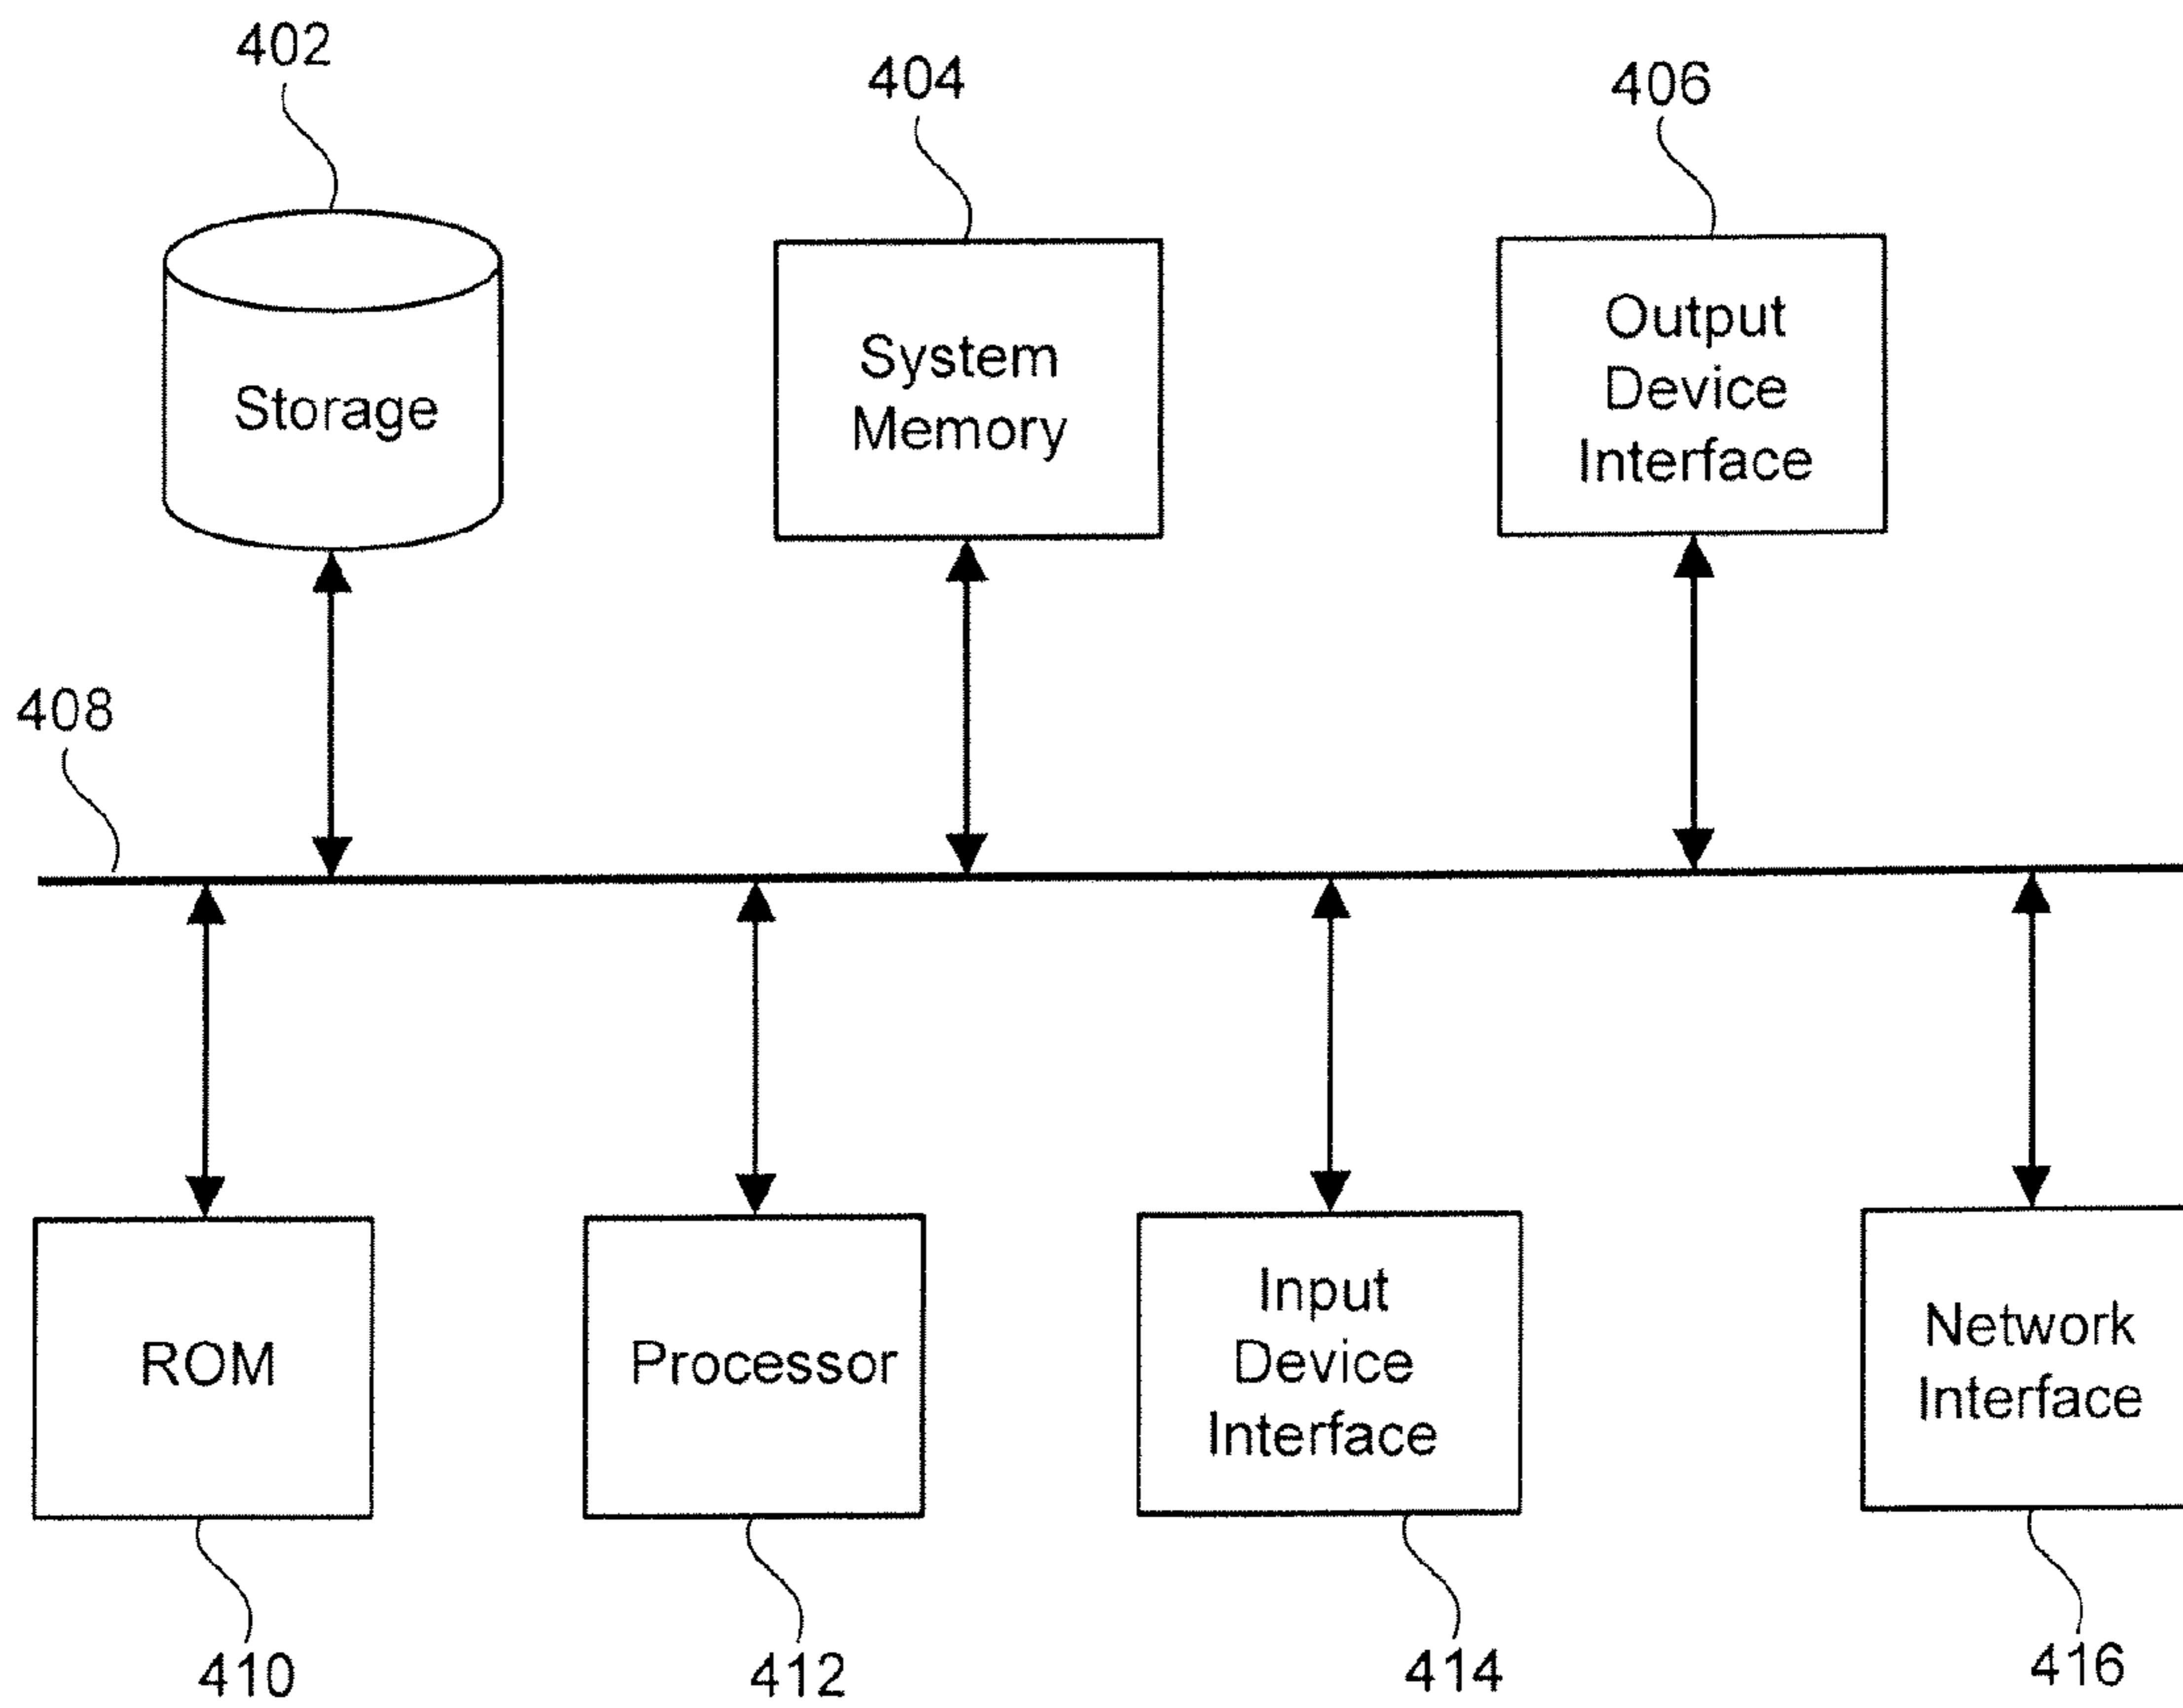 402
404
406
Storage
System
Memory
Output
Device
Interface
408
ROM
Processor
Input
Device
Interface
Network
Interface
410
412
414
416